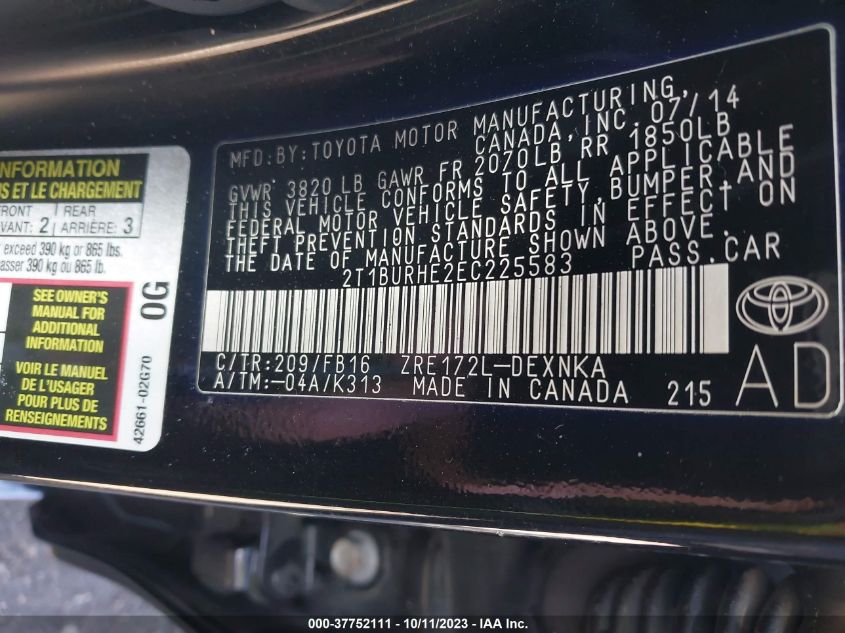 INFORMATION
US ET LE CHARGEMENT
FRONT | REAR
VANT: 2 | ARRIÈRE: 3
exceed 390 kg or 865 lbs.
asser 390 kg ou 865 lb.
SEE OWNER'S
MANUAL FOR
ADDITIONAL
INFORMATION
VOIR LE MANUEL
DE L'USAGER
POUR PLUS DE
RENSEIGNEMENTS
0G
42661-02G70
MFD. BY: TOYOTA MOTOR MANUFACTURING,
CANADA, INC. 07/14
GVWR 3820 LB GAWR FR 2070LB RR 1850LB
THIS VEHICLE CONFORMS TO ALL APPLICABLE
FEDERAL MOTOR VEHICLE SAFETY, BUMPER, AND
THEFT PREVENTION STANDARDS IN EFFECT ON
THE DATE OF MANUFACTURE SHOWN ABOVE.
2T1BURHE2EC225583 PASS. CAR
C/TR: 209/FB16 ZRE172L-DEXNKA
A/TM: -04A/K313 MADE IN CANADA 215
AD
000-37752111 - 10/11/2023 - IAA Inc.